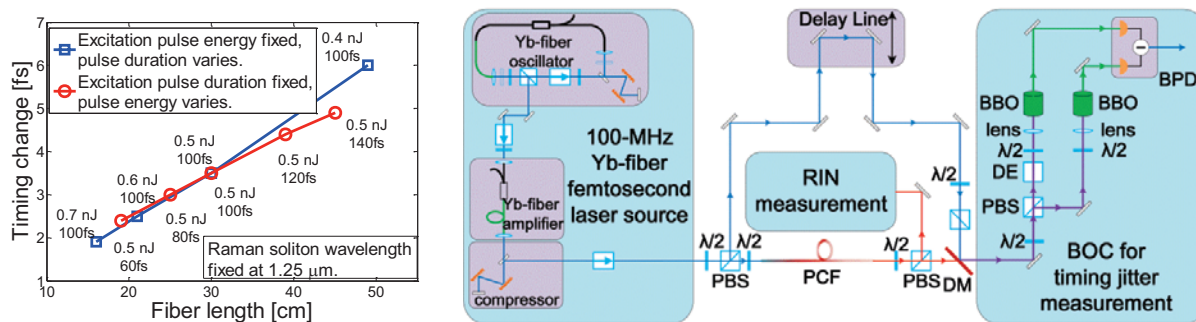 Timing change [fs]
7
6
5
4
3
2
1
10
20
30
40
50
Fiber length [cm]
Excitation pulse energy fixed,
pulse duration varies.
Excitation pulse duration fixed,
pulse energy varies.
0.4 nJ
100fs
0.5 nJ
140fs
0.5 nJ
120fs
0.5 nJ
100fs
0.5 nJ
100fs
0.6 nJ
100fs
0.5 nJ
80fs
0.7 nJ
100fs
0.5 nJ
60fs
Raman soliton wavelength
fixed at 1.25 μm.
Yb-fiber
oscillator
Yb-fiber
amplifier
compressor
100-MHz
Yb-fiber
femtosecond
laser source
Delay Line
RIN
measurement
λ/2
λ/2
PBS
PCF
λ/2
PBS
DM
λ/2
BPD
BBO
BBO
lens
lens
λ/2
λ/2
DE
PBS
λ/2
BOC for
timing jitter
measurement